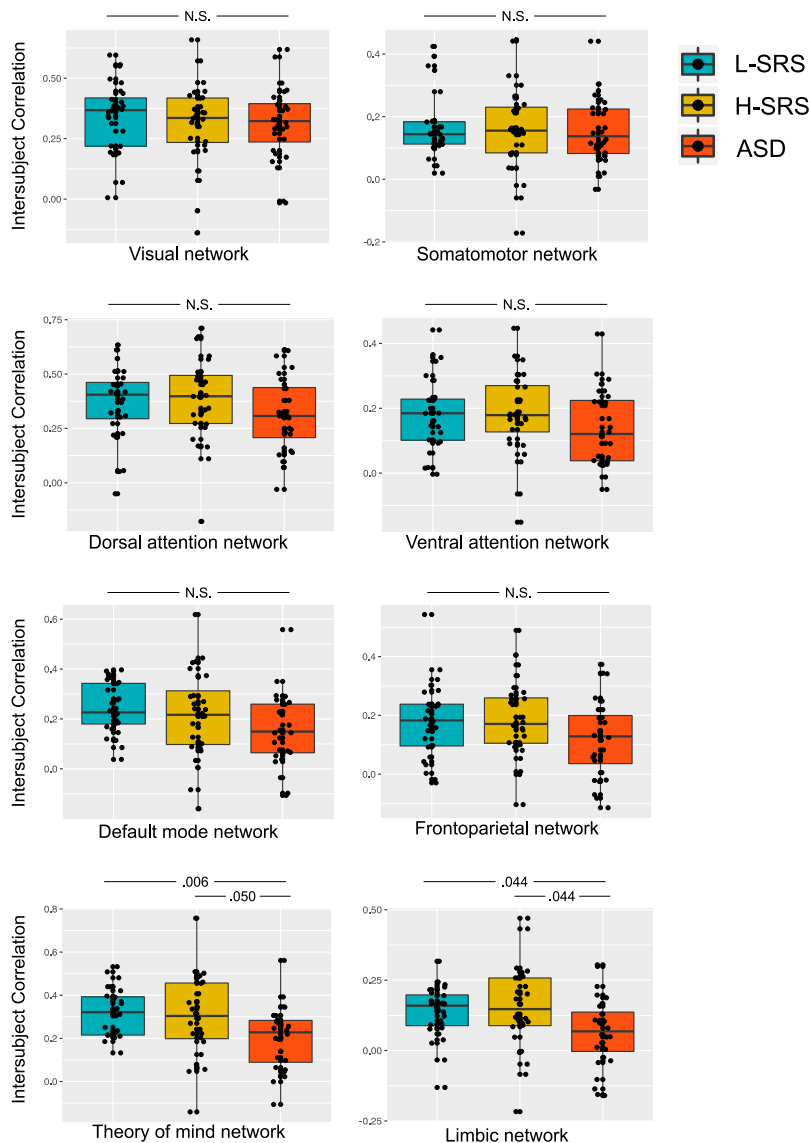 N.S.
N.S.
L-SRS
H-SRS
ASD
Intersubject Correlation
0.50
0.25
0.00
Visual network
0.4
0.2
0.0
-0.2
Somatomotor network
N.S.
N.S.
Intersubject Correlation
0.75
0.50
0.25
0.00
Dorsal attention network
0.4
0.2
0.0
Ventral attention network
N.S.
N.S.
Intersubject Correlation
0.6
0.4
0.2
0.0
Default mode network
0.4
0.2
0.0
Frontoparietal network
.006
.050
.044
.044
Intersubject Correlation
0.8
0.6
0.4
0.2
0.0
Theory of mind network
0.50
0.25
0.00
-0.25
Limbic network